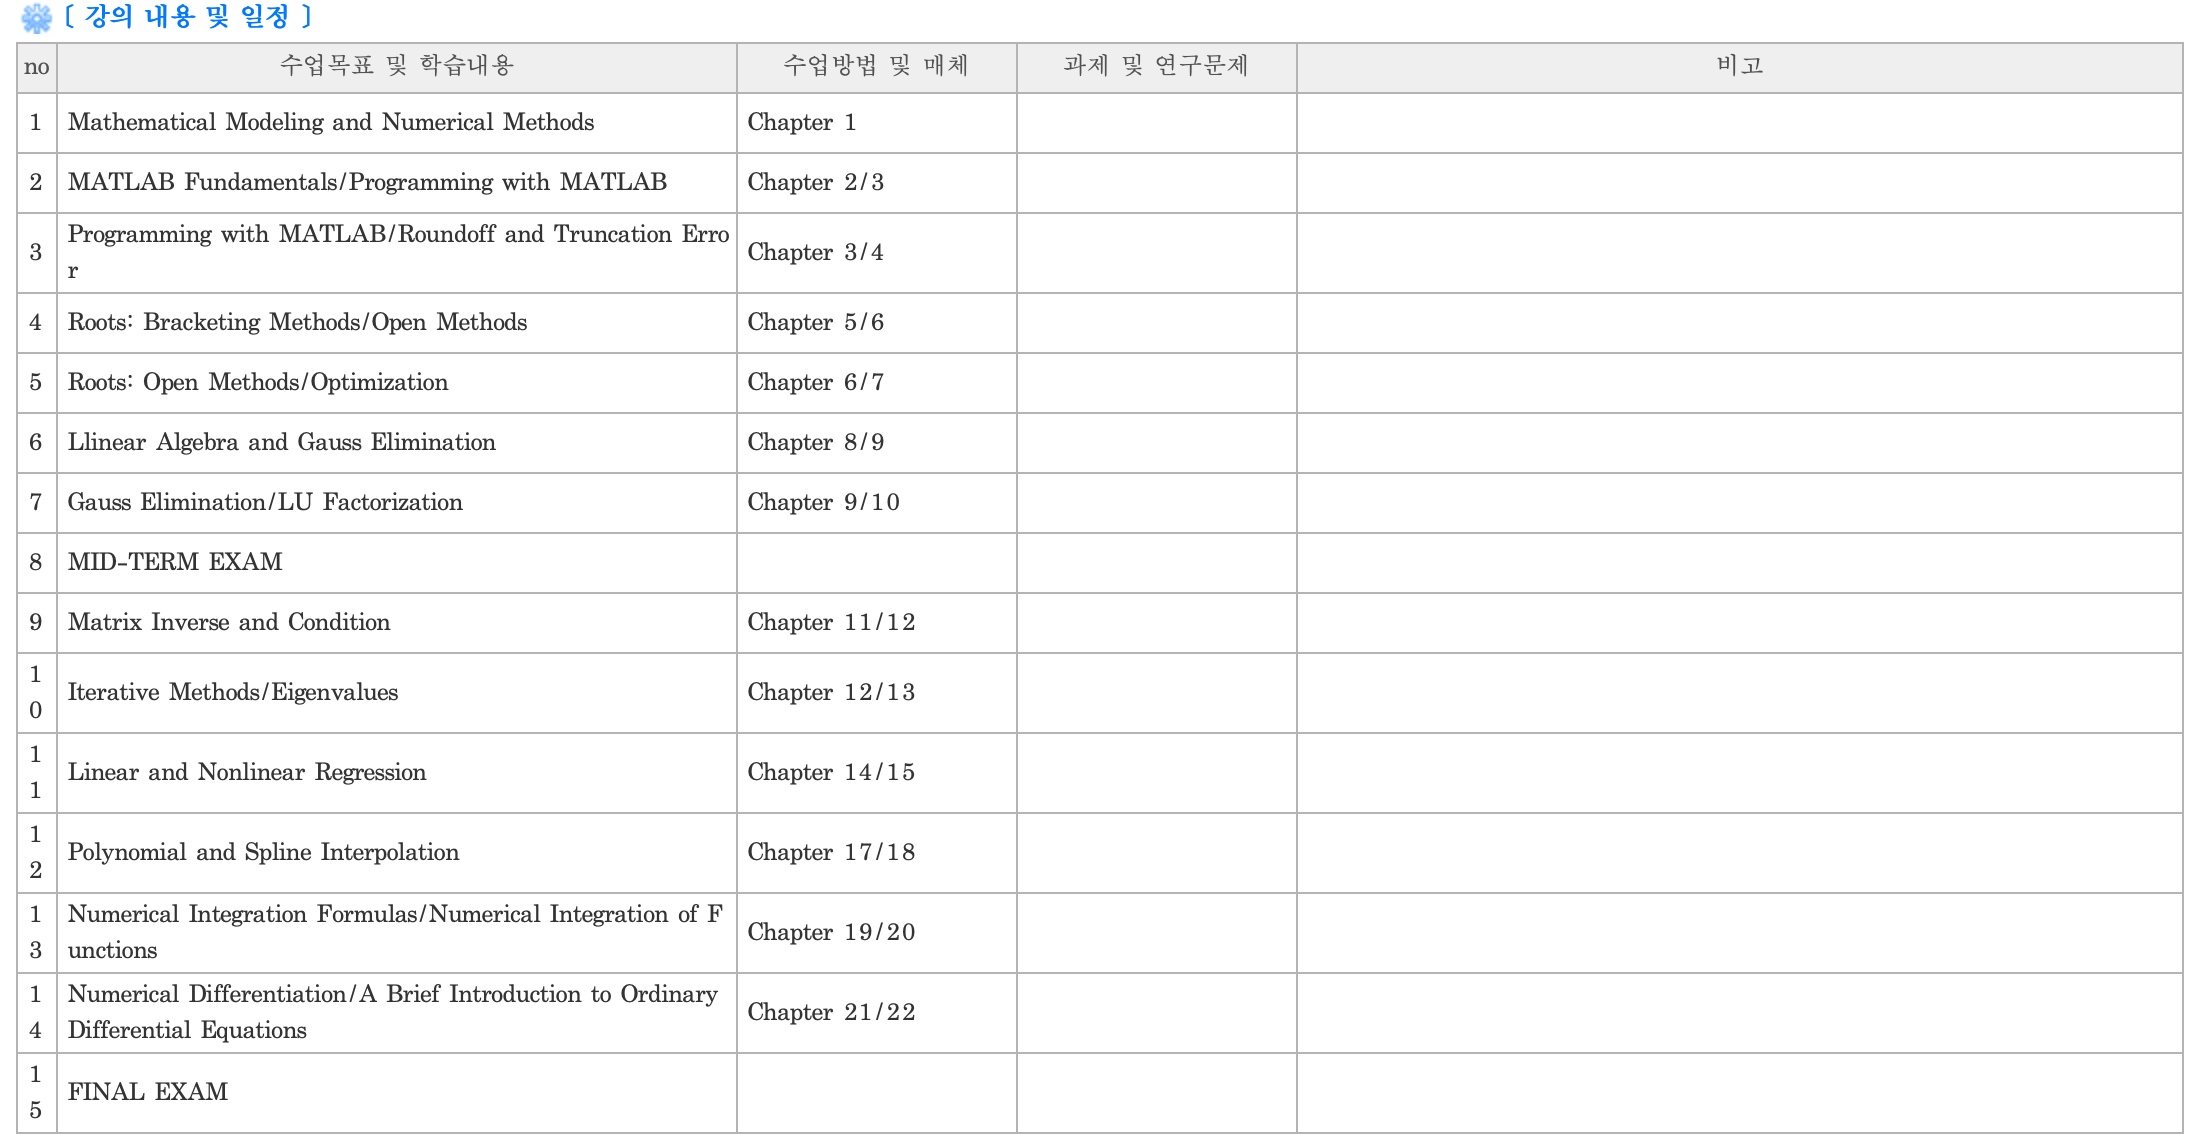 〔 강의 내용 및 일정 〕
no 수업목표 및 학습내용 수업방법 및 매체 과제 및 연구문제 비고
1 Mathematical Modeling and Numerical Methods Chapter 1
2 MATLAB Fundamentals/Programming with MATLAB Chapter 2/3
3 Programming with MATLAB/Roundoff and Truncation Erro
r Chapter 3/4
4 Roots: Bracketing Methods/Open Methods Chapter 5/6
5 Roots: Open Methods/Optimization Chapter 6/7
6 Llinear Algebra and Gauss Elimination Chapter 8/9
7 Gauss Elimination/LU Factorization Chapter 9/10
8 MID-TERM EXAM
9 Matrix Inverse and Condition Chapter 11/12
10 Iterative Methods/Eigenvalues Chapter 12/13
11 Linear and Nonlinear Regression Chapter 14/15
12 Polynomial and Spline Interpolation Chapter 17/18
13 Numerical Integration Formulas/Numerical Integration of F
unctions Chapter 19/20
14 Numerical Differentiation/A Brief Introduction to Ordinary
Differential Equations Chapter 21/22
15 FINAL EXAM